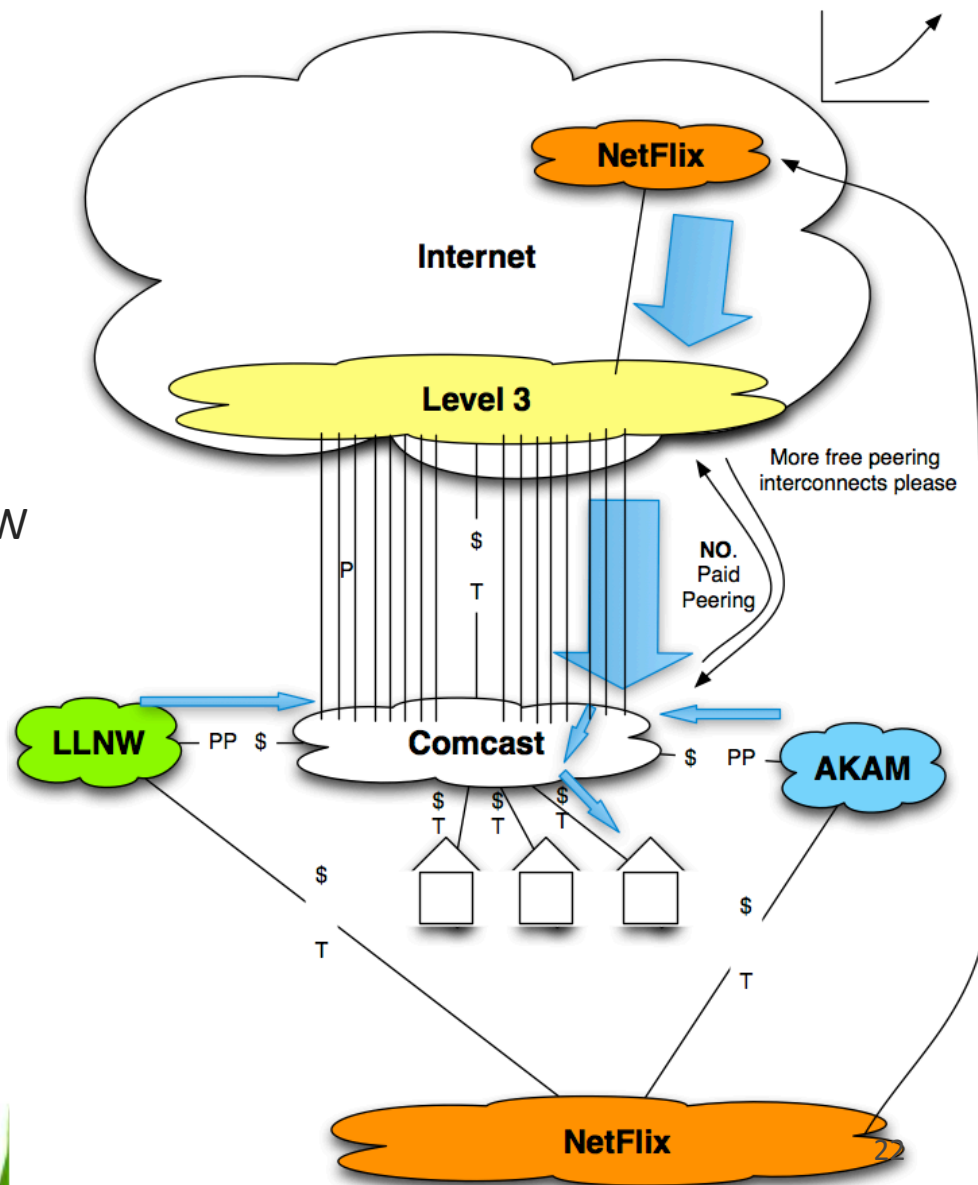 NetFlix
Internet
Level 3
More free peering
interconnects please
W
$
NO.
Paid
Peering
P
T
LLNW
PP $
Comcast
$ PP
AKAM
$
T
$
T
$
T
$
T
$
T
NetFlix
22